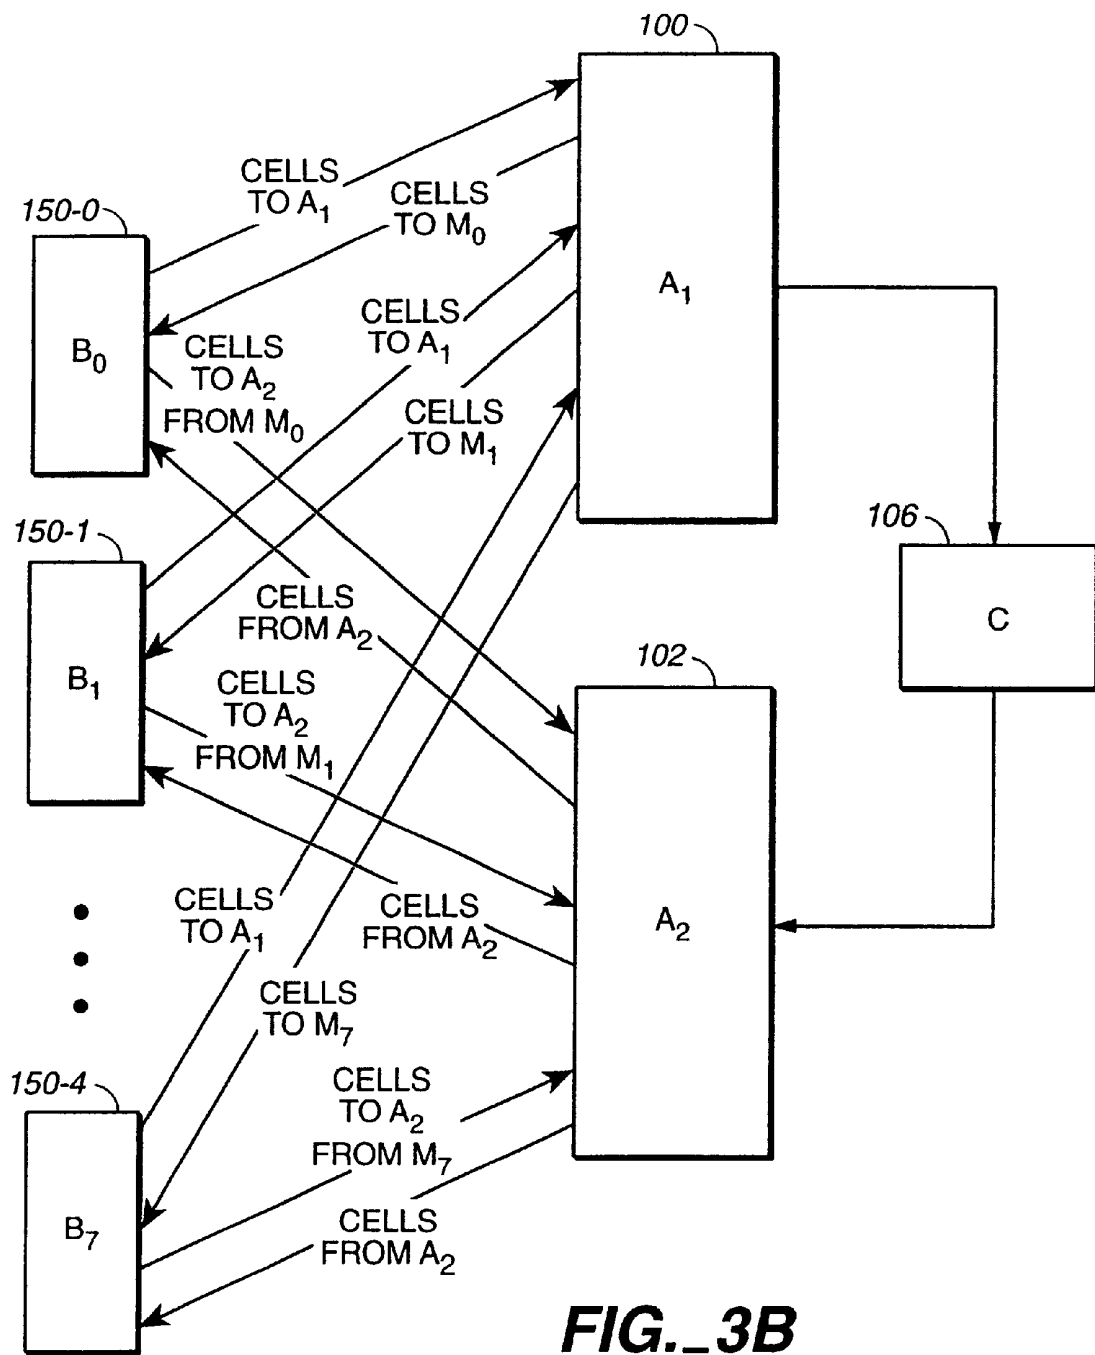 100
CELLS
TO A₁
CELLS
TO M₀
150-0
B₀
A₁
CELLS
TO A₁
CELLS
TO A₂
FROM M₀
CELLS
TO M₁
150-1
106
B₁
CELLS
FROM A₂
C
102
CELLS
TO A₂
FROM M₁
CELLS
TO A₁
CELLS
FROM A₂
A₂
CELLS
TO M₇
150-4
CELLS
TO A₂
FROM M₇
B₇
CELLS
FROM A₂
FIG._3B